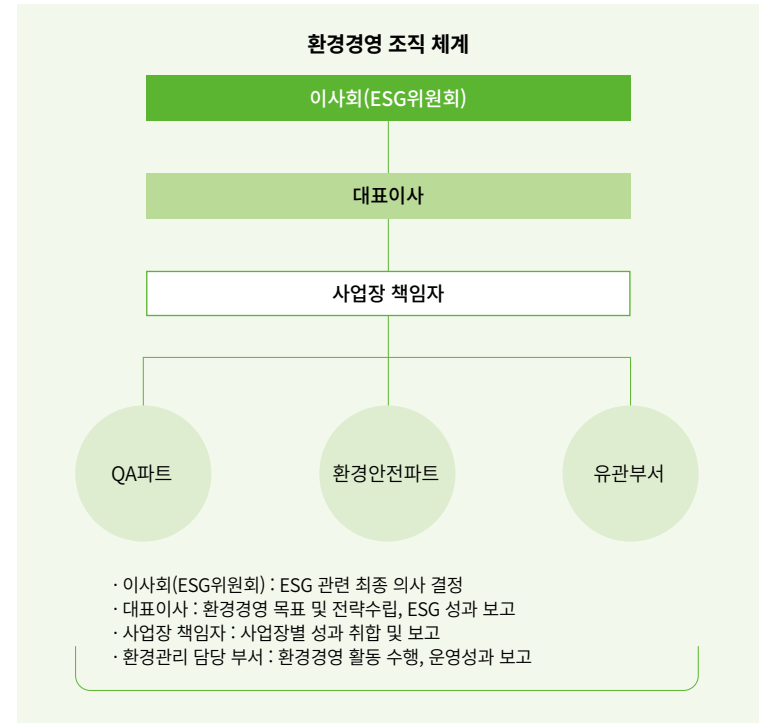 환경경영 조직 체계
이사회(ESG위원회)
대표이사
사업장 책임자
QA파트
환경안전파트
유관부서
· 이사회(ESG위원회) : ESG 관련 최종 의사 결정
· 대표이사 : 환경경영 목표 및 전략수립, ESG 성과 보고
· 사업장 책임자 : 사업장별 성과 취합 및 보고
· 환경관리 담당 부서 : 환경경영 활동 수행, 운영성과 보고